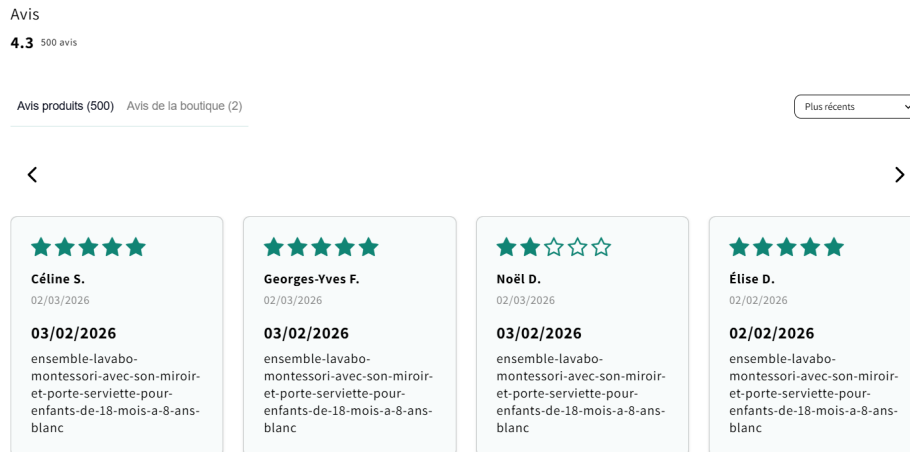 Avis
4.3 500 avis
Avis produits (500) Avis de la boutique (2)
Plus récents
Céline S.
02/03/2026
03/02/2026
ensemble-lavabo-
montessori-avec-son-miroir-
et-porte-serviette-pour-
enfants-de-18-mois-a-8-ans-
blanc
Georges-Yves F.
02/03/2026
03/02/2026
ensemble-lavabo-
montessori-avec-son-miroir-
et-porte-serviette-pour-
enfants-de-18-mois-a-8-ans-
blanc
Noël D.
02/03/2026
03/02/2026
ensemble-lavabo-
montessori-avec-son-miroir-
et-porte-serviette-pour-
enfants-de-18-mois-a-8-ans-
blanc
Élise D.
02/02/2026
02/02/2026
ensemble-lavabo-
montessori-avec-son-miroir-
et-porte-serviette-pour-
enfants-de-18-mois-a-8-ans-
blanc